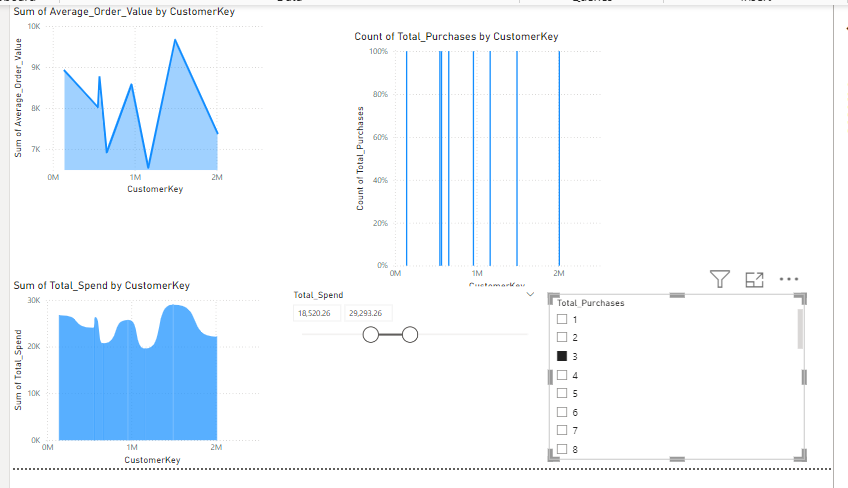 Sum of Average_Order_Value by CustomerKey
10K
9K
8K
7K
Sum of Average_Order_Value
0M 1M 2M
CustomerKey
Count of Total_Purchases by CustomerKey
100%
80%
60%
40%
20%
0%
Count of Total_Purchases
0M 1M 2M
CustomerKey
Sum of Total_Spend by CustomerKey
30K
20K
10K
0K
Sum of Total_Spend
0M 1M 2M
CustomerKey
Total_Spend
18,520.26 29,293.26
Total_Purchases
1
2
3
4
5
6
7
8